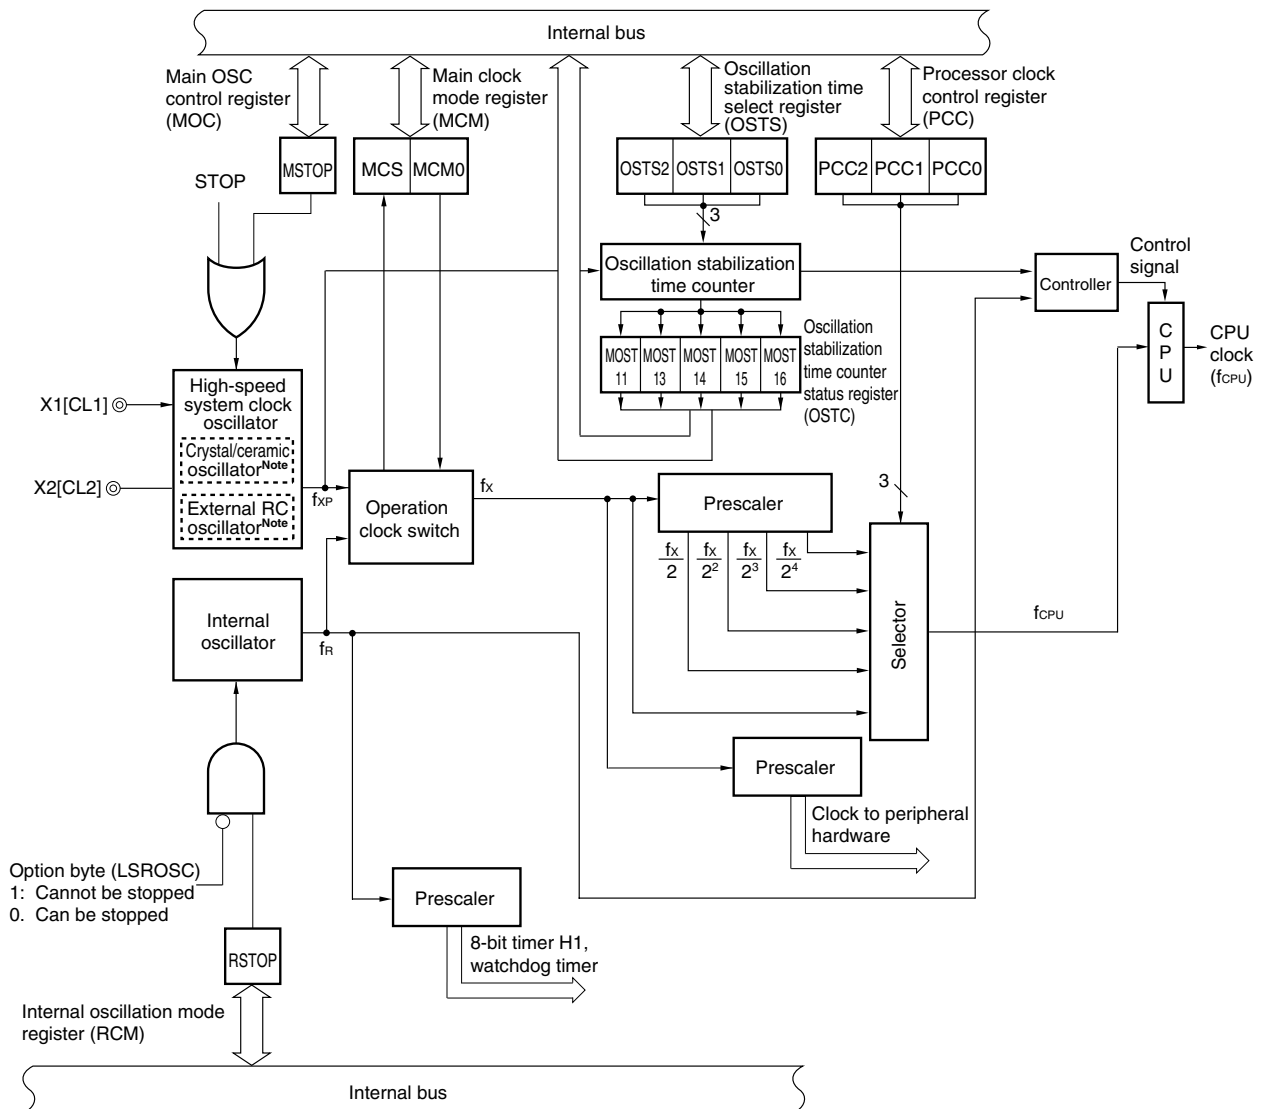 Internal bus
Main OSC
control register
(MOC)
Main clock
mode register
(MCM)
Oscillation
stabilization time
select register
(OSTS)
Processor clock
control register
(PCC)
STOP
MSTOP
MCS
MCM0
OSTS2
OSTS1
OSTS0
PCC2
PCC1
PCC0
3
Oscillation stabilization
time counter
Controller
Control
signal
C
P
U
CPU
clock
(fCPU)
MOST
11
MOST
13
MOST
14
MOST
15
MOST
16
Oscillation
stabilization
time counter
status register
(OSTC)
X1[CL1]
X2[CL2]
High-speed
system clock
oscillator
Crystal/ceramic
oscillatorNote
External RC
oscillatorNote
fXP
Operation
clock switch
fX
Prescaler
3
fX
2
fX
2²
fX
2³
fX
2⁴
Selector
fCPU
Internal
oscillator
fR
Prescaler
Clock to peripheral
hardware
Option byte (LSROSC)
1: Cannot be stopped
0. Can be stopped
Prescaler
8-bit timer H1,
watchdog timer
RSTOP
Internal oscillation mode
register (RCM)
Internal bus